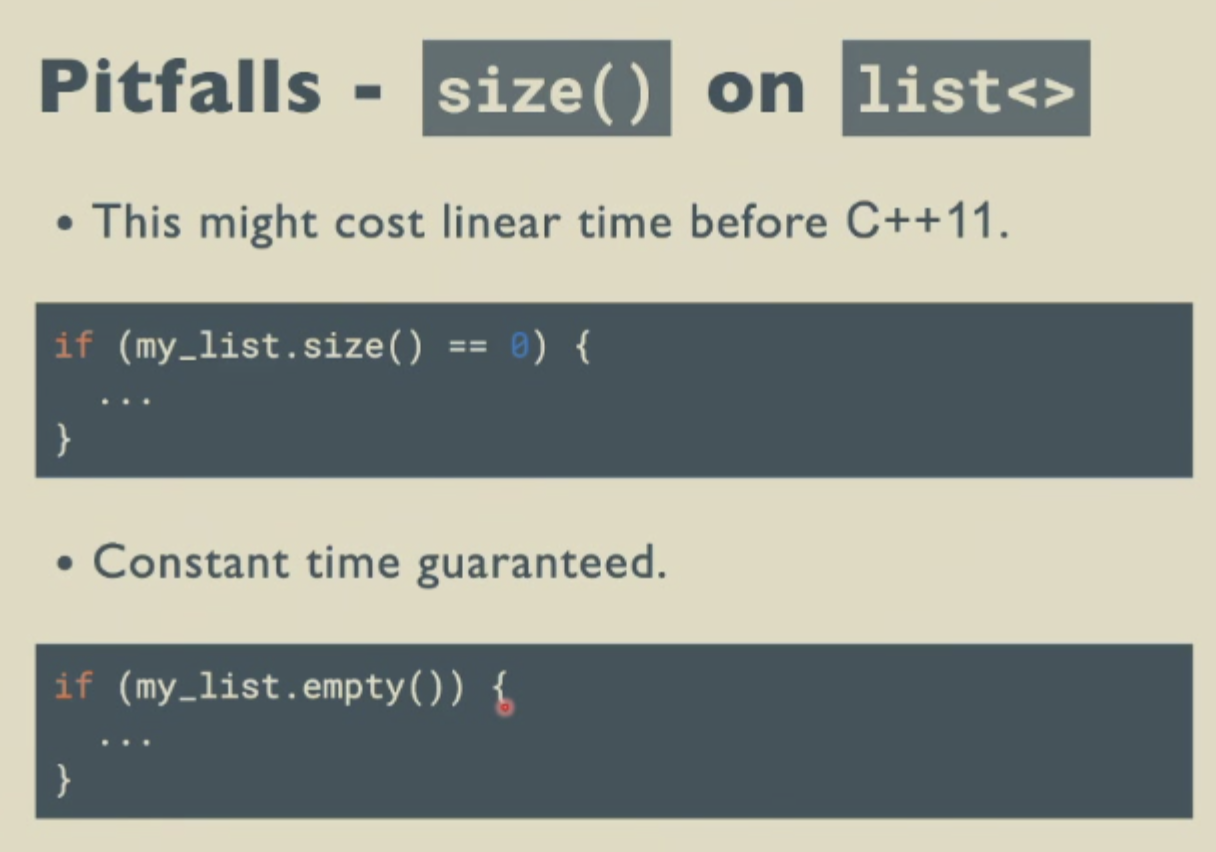 Pitfalls - size() on list<>
• This might cost linear time before C++11.
if (my_list.size() == 0) {
  ...
}
• Constant time guaranteed.
if (my_list.empty()) {
  ...
}